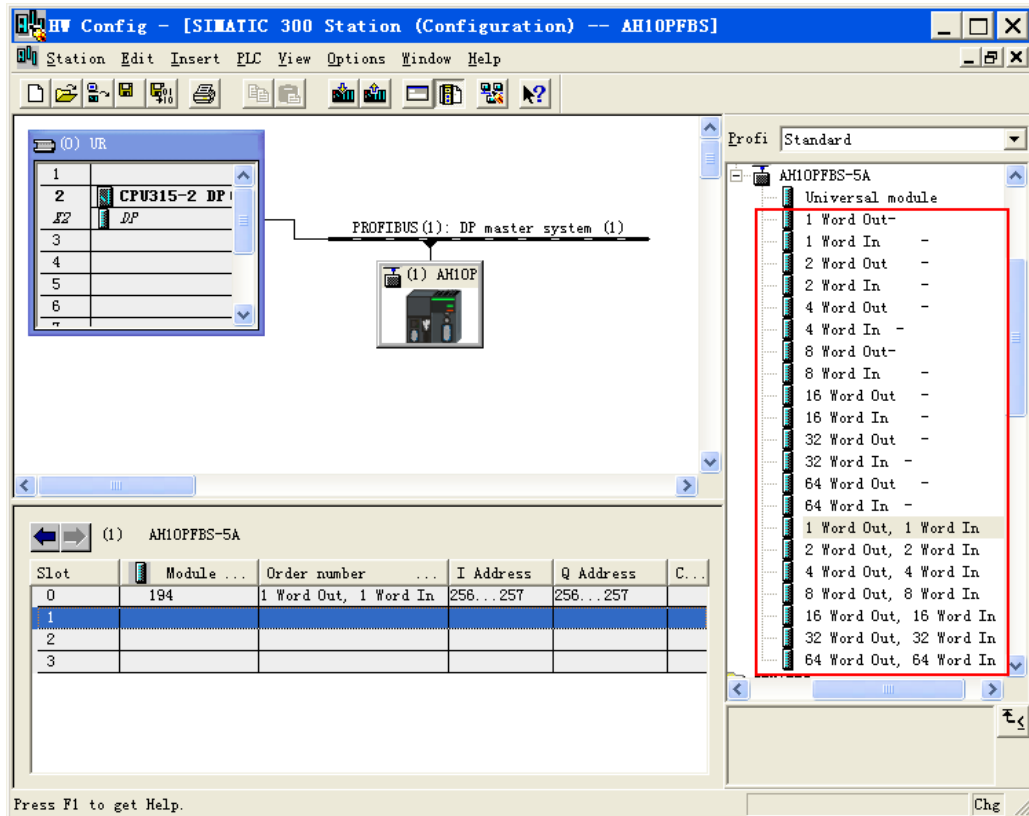 HW Config - [SIMATIC 300 Station (Configuration) -- AH10PFBS]
Station Edit Insert PLC View Options Window Help
(0) UR
1
2 CPU315-2 DP
X2 DP
3
4
5
6
PROFIBUS(1): DP master system (1)
(1) AH10P
Profi Standard
AH10PFBS-5A
Universal module
1 Word Out-
1 Word In -
2 Word Out -
2 Word In -
4 Word Out -
4 Word In -
8 Word Out-
8 Word In -
16 Word Out -
16 Word In -
32 Word Out -
32 Word In -
64 Word Out -
64 Word In -
1 Word Out, 1 Word In
2 Word Out, 2 Word In
4 Word Out, 4 Word In
8 Word Out, 8 Word In
16 Word Out, 16 Word In
32 Word Out, 32 Word In
64 Word Out, 64 Word In
(1) AH10PFBS-5A
Slot Module ... Order number ... I Address Q Address C...
0 194 1 Word Out, 1 Word In 256...257 256...257
1
2
3
Press F1 to get Help.
Chg